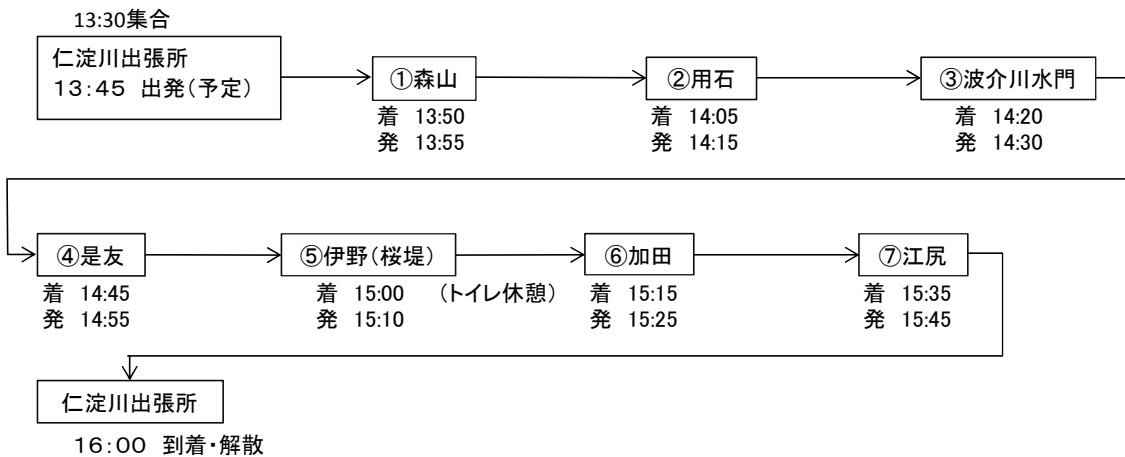 13:30集合
仁淀川出張所
13:45 出発(予定)
①森山
着 13:50
発 13:55
②用石
着 14:05
発 14:15
③波介川水門
着 14:20
発 14:30
④是友
着 14:45
発 14:55
⑤伊野(桜堤)
着 15:00 (トイレ休憩)
発 15:10
⑥加田
着 15:15
発 15:25
⑦江尻
着 15:35
発 15:45
仁淀川出張所
16:00 到着・解散